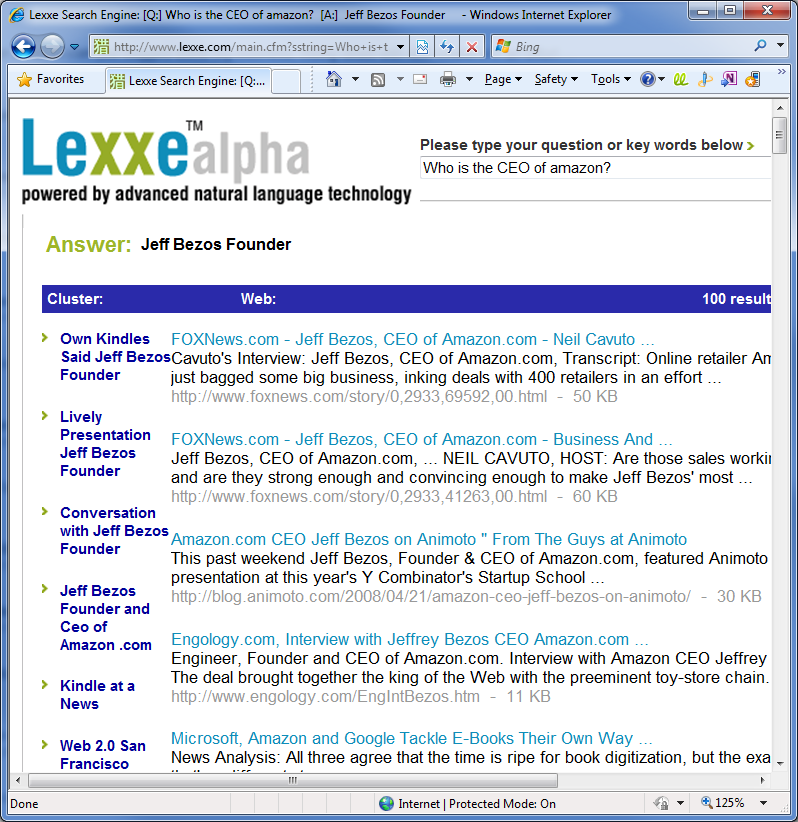 Lexxe Search Engine: [Q:] Who is the CEO of amazon? [A:] Jeff Bezos Founder - Windows Internet Explorer
http://www.lexxe.com/main.cfm?sstring=Who+is+t
Bing
Favorites
Lexxe Search Engine: [Q:...
Page
Safety
Tools
»
Lexxe™alpha
powered by advanced natural language technology
Please type your question or key words below >
Who is the CEO of amazon?
Answer: Jeff Bezos Founder
Cluster: Web: 100 result
Own Kindles
Said Jeff Bezos
Founder
Lively
Presentation
Jeff Bezos
Founder
Conversation
with Jeff Bezos
Founder
Jeff Bezos
Founder and
Ceo of
Amazon .com
Kindle at a
News
Web 2.0 San
Francisco
FOXNews.com - Jeff Bezos, CEO of Amazon.com - Neil Cavuto ...
Cavuto's Interview: Jeff Bezos, CEO of Amazon.com, Transcript: Online retailer Am
just bagged some big business, inking deals with 400 retailers in an effort ...
http://www.foxnews.com/story/0,2933,69592,00.html - 50 KB
FOXNews.com - Jeff Bezos, CEO of Amazon.com - Business And ...
Jeff Bezos, CEO of Amazon.com, ... NEIL CAVUTO, HOST: Are those sales workin
and are they strong enough and convincing enough to make Jeff Bezos' most ...
http://www.foxnews.com/story/0,2933,41263,00.html - 60 KB
Amazon.com CEO Jeff Bezos on Animoto " From The Guys at Animoto
This past weekend Jeff Bezos, Founder & CEO of Amazon.com, featured Animoto
presentation at this year's Y Combinator's Startup School ...
http://blog.animoto.com/2008/04/21/amazon-ceo-jeff-bezos-on-animoto/ - 30 KB
Engology.com, Interview with Jeffrey Bezos CEO Amazon.com ...
Engineer, Founder and CEO of Amazon.com. Interview with Amazon CEO Jeffrey
The deal brought together the king of the Web with the preeminent toy-store chain.
http://www.engology.com/EngIntBezos.htm - 11 KB
Microsoft, Amazon and Google Tackle E-Books Their Own Way ...
News Analysis: All three agree that the time is ripe for book digitization, but the exa
Done
Internet | Protected Mode: On
125%